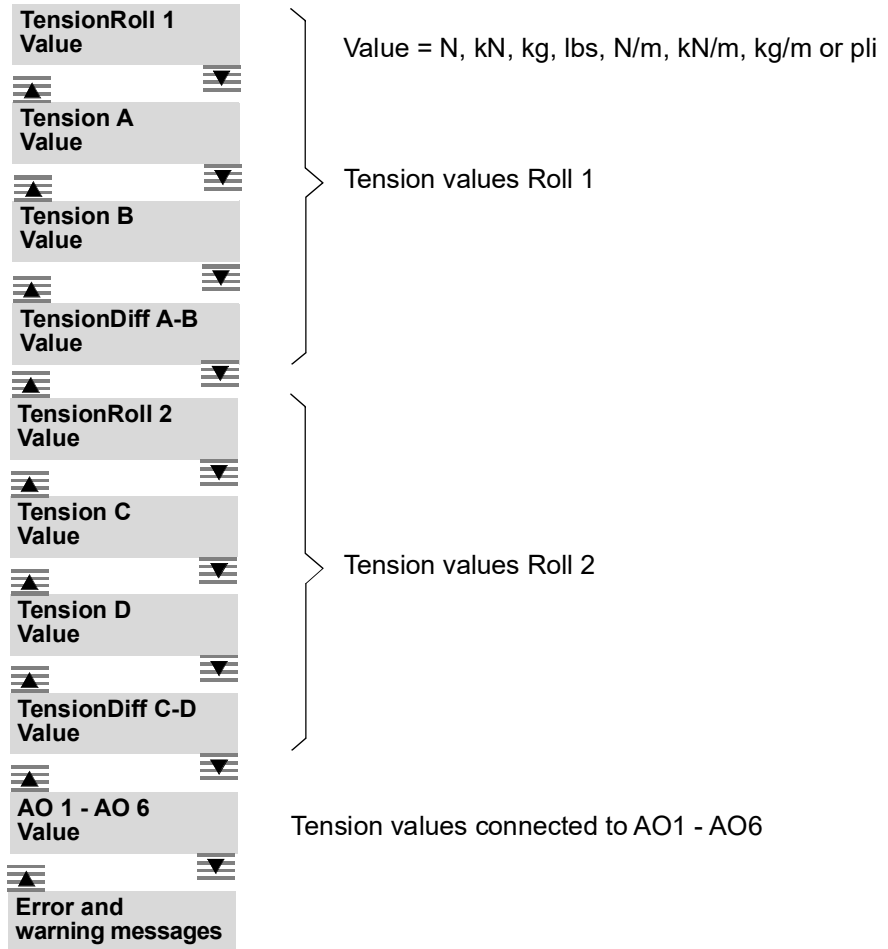 TensionRoll 1
Value
Value = N, kN, kg, lbs, N/m, kN/m, kg/m or pli
Tension A
Value
Tension values Roll 1
Tension B
Value
TensionDiff A-B
Value
TensionRoll 2
Value
Tension C
Value
Tension values Roll 2
Tension D
Value
TensionDiff C-D
Value
AO 1 - AO 6
Value
Tension values connected to AO1 - AO6
Error and
warning messages